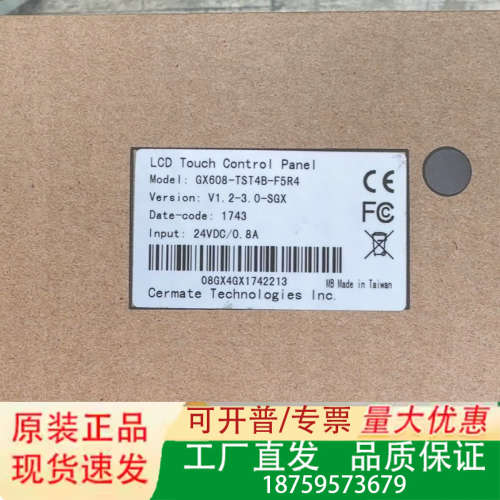 LCD Touch Control Panel
Model: GX608-TST4B-F5R4
Version: V1.2-3.0-SGX
Date-code: 1743
Input: 24VDC/0.8A
CE
FC
08GX4GX1742213
MB Made in Taiwan
Cermate Technologies Inc.
原装正品
现货速发
可开普/专票 量大优惠
工厂直发 品质保证
18759573679